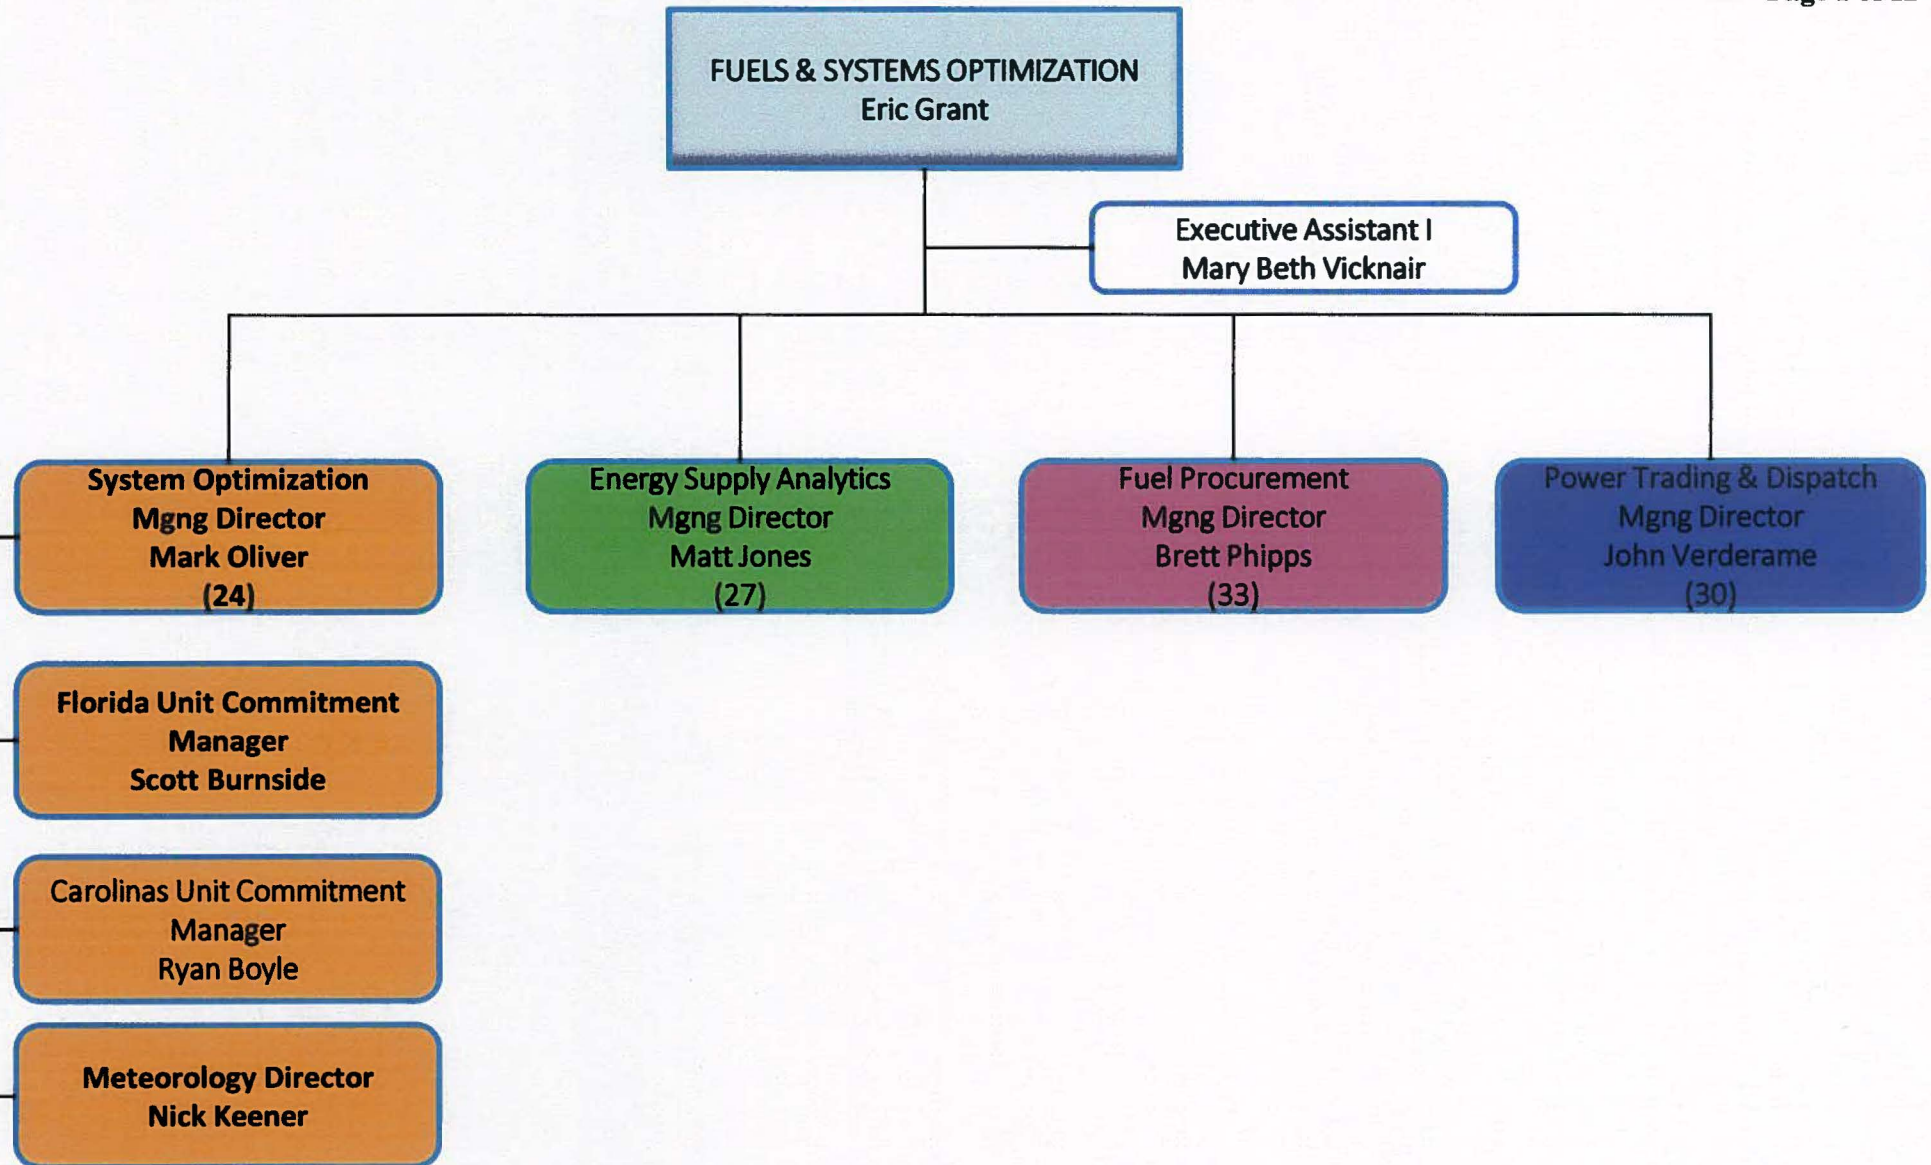 FUELS & SYSTEMS OPTIMIZATION
Eric Grant
Executive Assistant I
Mary Beth Vicknair
System Optimization
Mgng Director
Mark Oliver
(24)
Energy Supply Analytics
Mgng Director
Matt Jones
(27)
Fuel Procurement
Mgng Director
Brett Phipps
(33)
Power Trading & Dispatch
Mgng Director
John Verderame
(30)
Florida Unit Commitment
Manager
Scott Burnside
Carolinas Unit Commitment
Manager
Ryan Boyle
Meteorology Director
Nick Keener